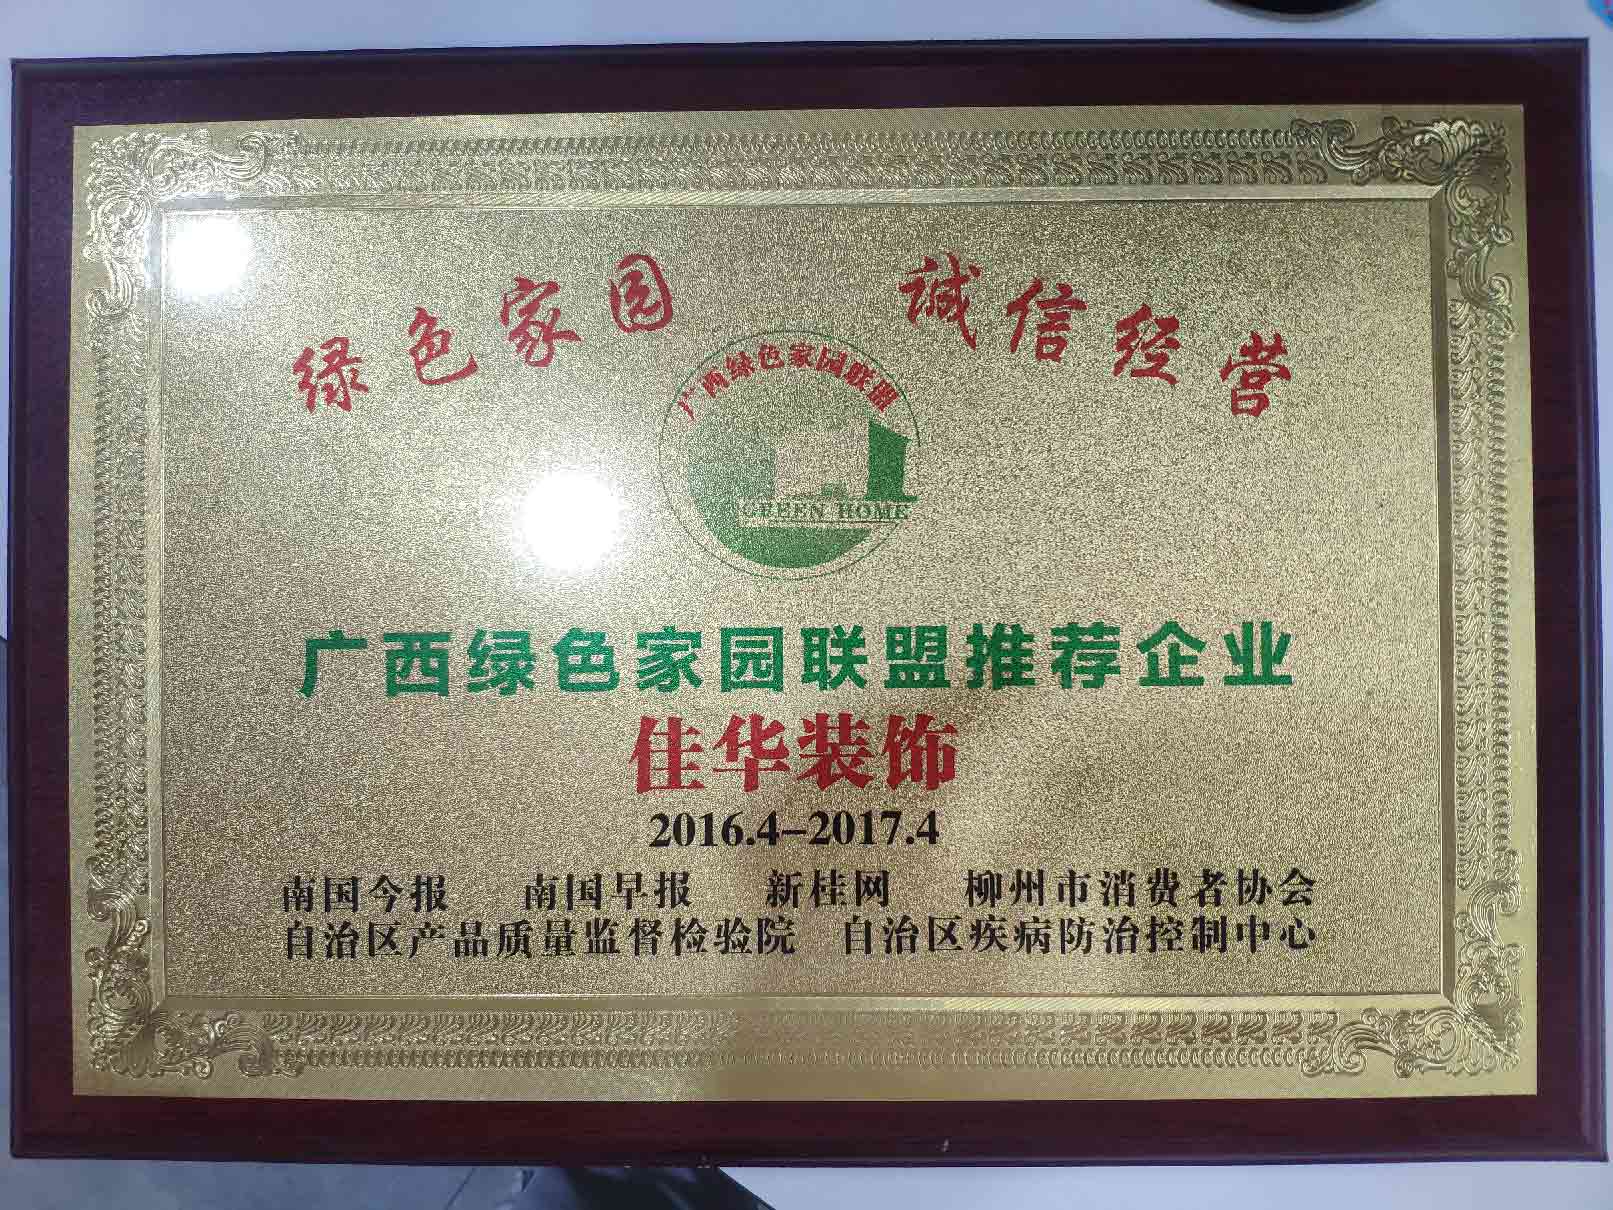 绿色家园 诚信经营
广西绿色家园联盟
GREEN HOME
广西绿色家园联盟推荐企业
佳华装饰
2016.4-2017.4
南国今报 南国早报 新桂网 柳州市消费者协会
自治区产品质量监督检验院 自治区疾病防治控制中心